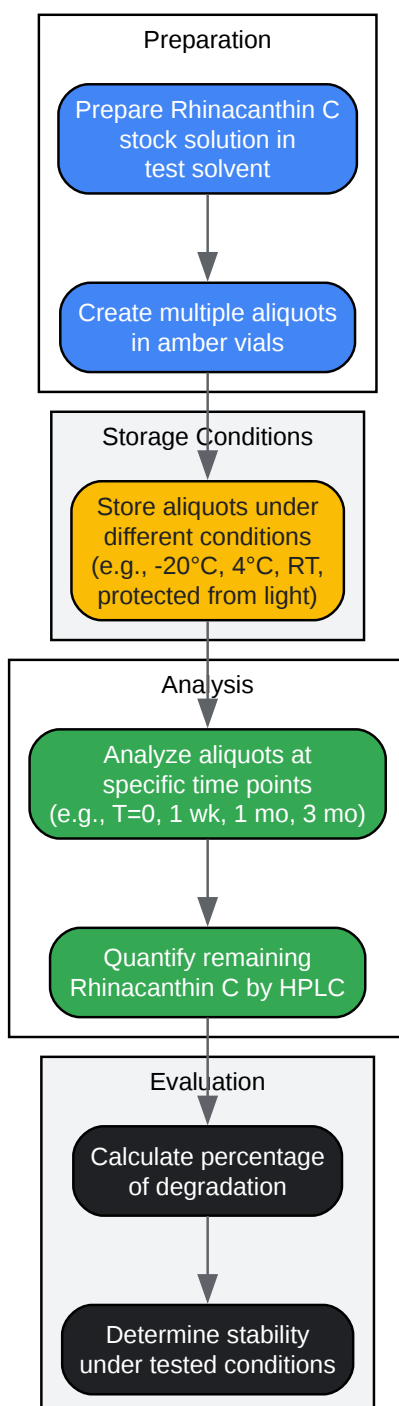 Preparation
Prepare Rhinacanthin C
stock solution in
test solvent
Create multiple aliquots
in amber vials
Storage Conditions
Store aliquots under
different conditions
(e.g., -20°C, 4°C, RT,
protected from light)
Analysis
Analyze aliquots at
specific time points
(e.g., T=0, 1 wk, 1 mo, 3 mo)
Quantify remaining
Rhinacanthin C by HPLC
Evaluation
Calculate percentage
of degradation
Determine stability
under tested conditions